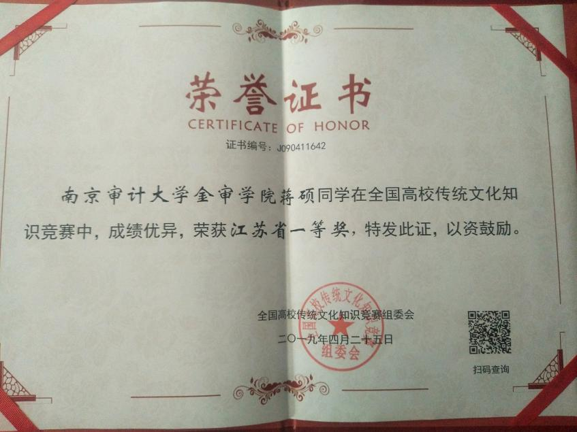 荣誉证书
CERTIFICATE OF HONOR
证书编号：J090411642
南京审计大学金审学院蒋硕同学在全国高校传统文化知
识竞赛中，成绩优异，荣获江苏省一等奖，特发此证，以资鼓励。
全国高校传统文化知识竞赛组委会
二〇一九年四月二十五日
组委会
扫码查询